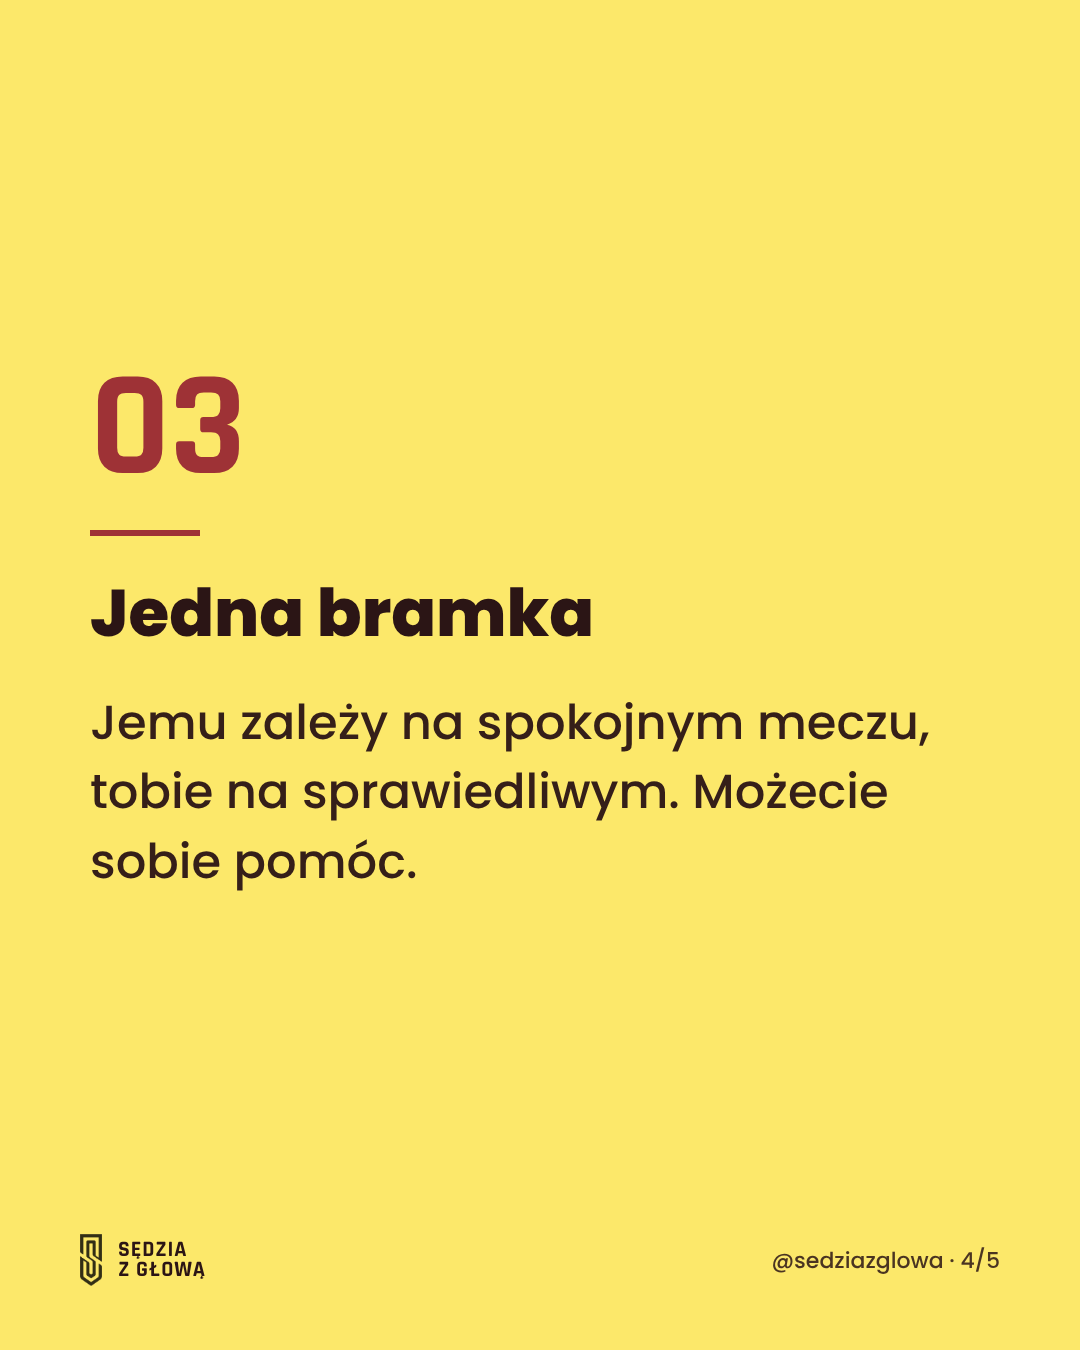 03
Jedna bramka
Jemu zależy na spokojnym meczu,
tobie na sprawiedliwym. Możecie
sobie pomóc.
SĘDZIA
Z GŁOWĄ
@sedziazglowa · 4/5